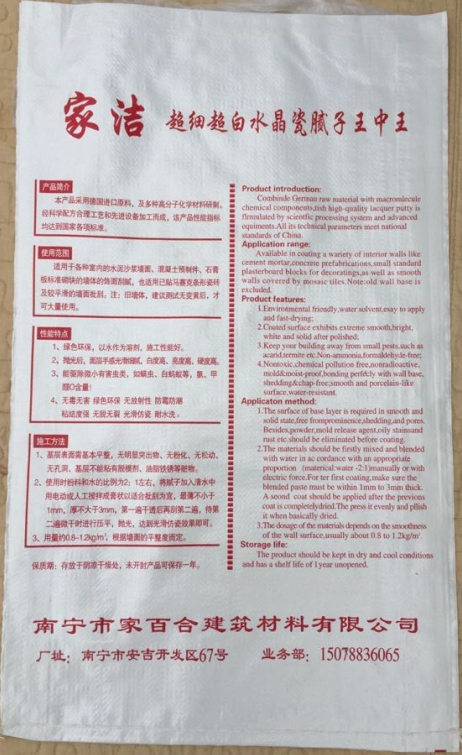 家洁 超细超白水晶瓷腻子王中王
产品简介
本产品采用德国进口原料，及多种高分子化学材料研制，
经科学配方合理工艺和先进设备加工而成，该产品性能指标
均达到国家各项标准。
使用范围
适用于各种室内的水泥沙浆墙面、混凝土预制件、石膏
板标准砌块的墙体的饰面刮腻，也适用已贴马赛克条形瓷砖
及较平滑的墙面批刮。注：旧墙体，建议测试无变黄后，才
可大量使用。
性能特点
1、绿色环保，以水作为溶剂，施工性能好。
2、抛光后，面部手感光滑细腻，白度高、亮度高、硬度高。
3、能驱除微小有害虫类，如螨虫、白蚂蚁等，氨、甲
醛O含量!
4、无毒无害 绿色环保 无放射性 防霉防潮
粘结度强 无脱无裂 光滑仿瓷 耐水洗。
施工方法
1、基层表面需基本平整，无明显突出物、无粉化、无松动、
无孔洞、基层不能粘有脱模剂、油脂铁锈等脏物。
2、使用时粉料和水的比例为2：1左右，将腻子加入清水中
用电动或人工搅拌成膏状以适合批刮为宜，最薄不小于
1mm，厚不大于3mm，第一遍干透后再刮第二遍，待第
二遍微干时进行压平，抛光，达到光滑仿瓷效果即可。
3、用量约0.8-1.2kg/m²，根据墙面的平整度而定。
保质期：存放于阴凉干燥处，未开封产品可保存一年。
Product introduction:
Conbinde German raw material with macromlecule
chemical components,tish high-quality lacquer putty is
firmulated by scientic processing system and advanced
equiments.All its technical parameters meet national
standards of China.
Application range:
Available in coating a variety of interior walls like
cement mortar,concrete prefabrications,small standard
plasterboard blocks for decoratings,as well as smooth
walls covered by mosaic tiles.Note:old wall base is
excluded.
Product features:
1.Environmental friendly,water solvent,esay to apply
and fast-drying;
2.Coated surface exhibits extreme smooth,bright,
white and solid after polished;
3.Keep your building away from small pests,such as
acarid,termite etc.Non-ammonia,formaldehyde-free;
4.Nontoxic,chemical pollution free,nonradioactive,
mold&moist-proof,bonding perfectly with wall base,
shedding&chap-free;smooth and porcelain-like
surface,water-resistant.
Applicaton method:
1.The surface of base layer is required in smooth and
solid state,free fromprominence,shedding,and pores.
Besides,powder,mold release agent,oily stainsand
rust etc.should be eliminated before coating.
2.The materials should be firstly mixed and blended
with water in ac cordance with an appropriate
proportion (materical:water -2:1)manually or with
electric force.For ter first coating,make sure the
blended paste must be within 1mm to 3mm thick.
A seond coat should be applied after the previous
coat is completelydried.The press it evenly and pllish
it when basically dried.
3.The dosage of the materials depends on the smoothness
of the wall surface,usually about 0.8 to 1.2kg/m².
Storage life:
The product should be kept in dry and cool conditions
and has a shelf life of 1year unopened.
南宁市家百合建筑材料有限公司
厂址：南宁市安吉开发区67号 业务部：15078836065